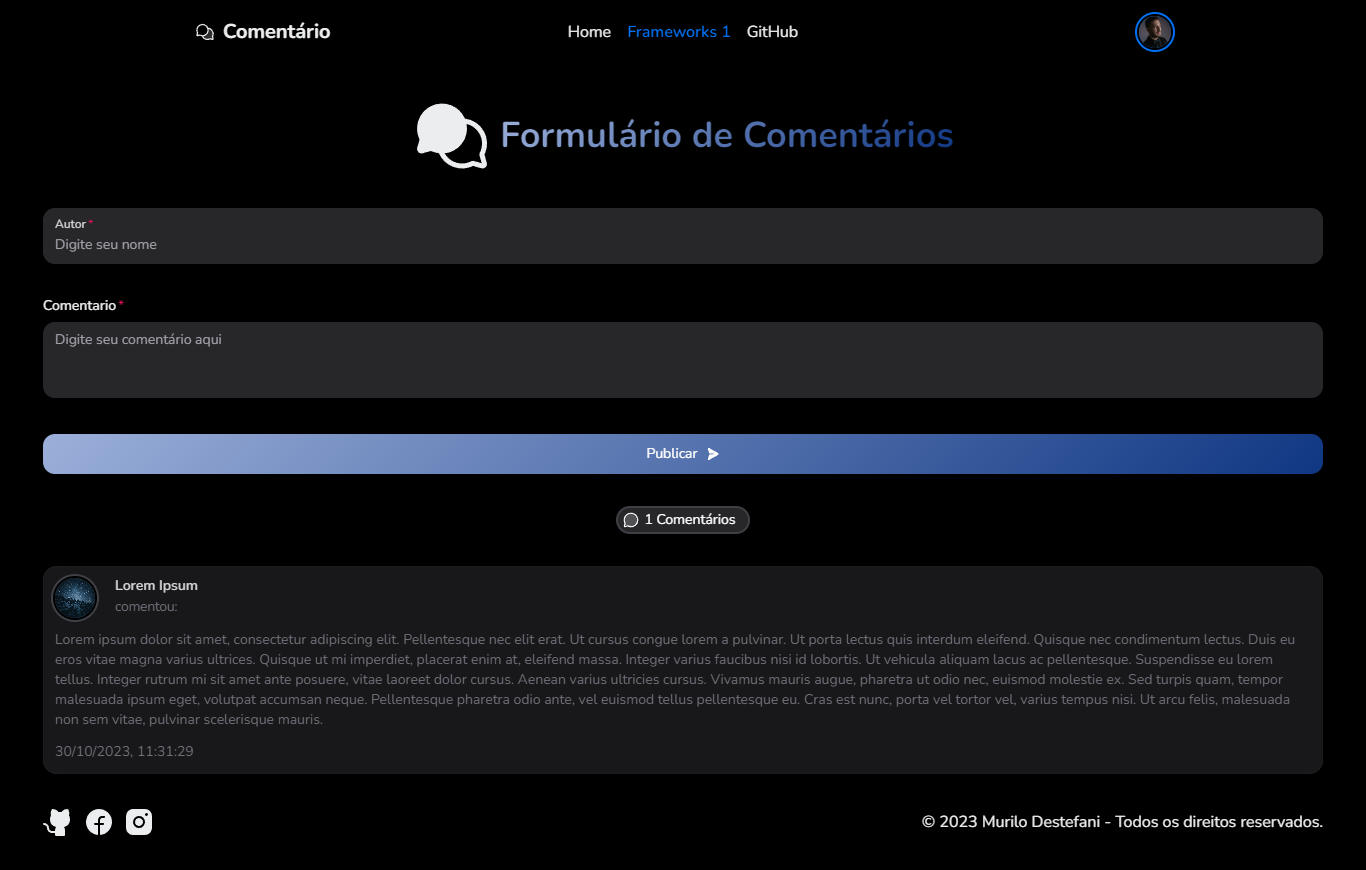 Comentário
Home Frameworks 1 GitHub
Formulário de Comentários
Autor *
Digite seu nome
Comentario *
Digite seu comentário aqui
Publicar
1 Comentários
Lorem Ipsum
comentou:
Lorem ipsum dolor sit amet, consectetur adipiscing elit. Pellentesque nec elit erat. Ut cursus congue lorem a pulvinar. Ut porta lectus quis interdum eleifend. Quisque nec condimentum lectus. Duis eu
eros vitae magna varius ultrices. Quisque ut mi imperdiet, placerat enim at, eleifend massa. Integer varius faucibus nisi id lobortis. Ut vehicula aliquam lacus ac pellentesque. Suspendisse eu lorem
tellus. Integer rutrum mi sit amet ante posuere, vitae laoreet dolor cursus. Aenean varius ultricies cursus. Vivamus mauris augue, pharetra ut odio nec, euismod molestie ex. Sed turpis quam, tempor
malesuada ipsum eget, volutpat accumsan neque. Pellentesque pharetra odio ante, vel euismod tellus pellentesque eu. Cras est nunc, porta vel tortor vel, varius tempus nisi. Ut arcu felis, malesuada
non sem vitae, pulvinar scelerisque mauris.
30/10/2023, 11:31:29
© 2023 Murilo Destefani - Todos os direitos reservados.